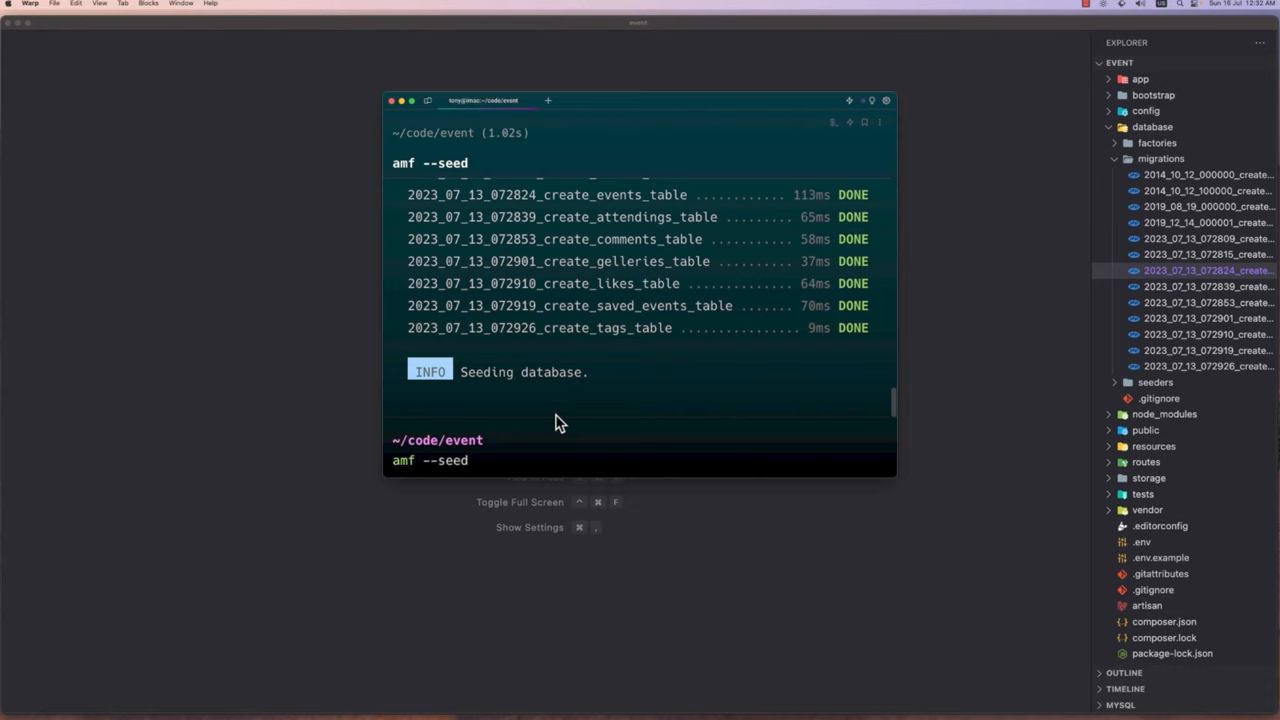 Warp File Edit View Tab Blocks Window Help
US
Sun 16 Jul 12:32 AM
event
EXPLORER
EVENT
app
bootstrap
config
database
factories
migrations
2014_10_12_000000_create...
2014_10_12_100000_create...
2019_08_19_000000_create...
2019_12_14_000001_create...
2023_07_13_072809_create...
2023_07_13_072815_create...
2023_07_13_072824_create...
2023_07_13_072839_create...
2023_07_13_072853_create...
2023_07_13_072901_create...
2023_07_13_072910_create...
2023_07_13_072919_create...
2023_07_13_072926_create...
seeders
.gitignore
node_modules
public
resources
routes
storage
tests
vendor
.editorconfig
.env
.env.example
.gitattributes
.gitignore
artisan
composer.json
composer.lock
package-lock.json
OUTLINE
TIMELINE
MYSQL
tony@imac:~/code/event
~/code/event (1.02s)
amf --seed
2023_07_13_072824_create_events_table ............ 113ms DONE
2023_07_13_072839_create_attendings_table ......... 65ms DONE
2023_07_13_072853_create_comments_table ........... 58ms DONE
2023_07_13_072901_create_gelleries_table .......... 37ms DONE
2023_07_13_072910_create_likes_table .............. 64ms DONE
2023_07_13_072919_create_saved_events_table ....... 70ms DONE
2023_07_13_072926_create_tags_table ................ 9ms DONE
INFO Seeding database.
~/code/event
amf --seed
Toggle Full Screen ^ ⌘ F
Show Settings ⌘ ,